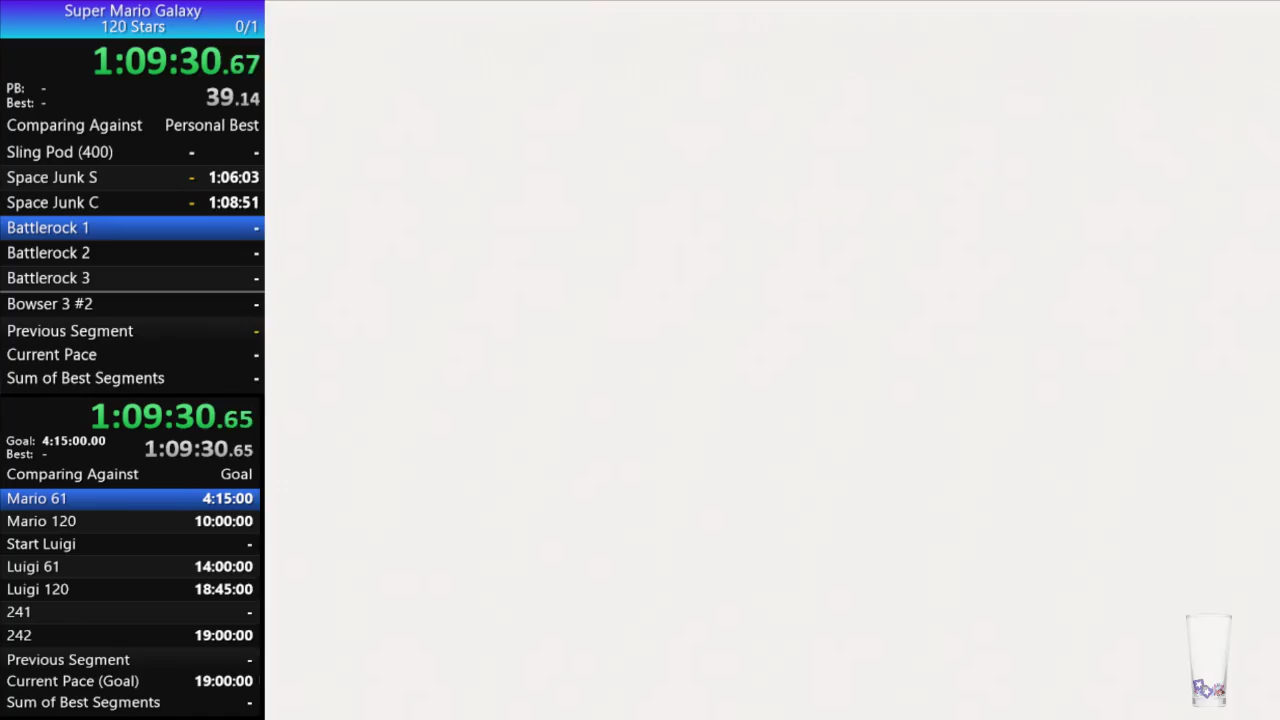 Super Mario Galaxy
120 Stars 0/1
1:09:30.67
PB: -
Best: -
39.14
Comparing Against Personal Best
Sling Pod (400) - -
Space Junk S - 1:06:03
Space Junk C - 1:08:51
Battlerock 1 -
Battlerock 2 -
Battlerock 3 -
Bowser 3 #2 -
Previous Segment -
Current Pace -
Sum of Best Segments -
1:09:30.65
Goal: 4:15:00.00
Best: -
1:09:30.65
Comparing Against Goal
Mario 61 4:15:00
Mario 120 10:00:00
Start Luigi -
Luigi 61 14:00:00
Luigi 120 18:45:00
241 -
242 19:00:00
Previous Segment -
Current Pace (Goal) 19:00:00
Sum of Best Segments -